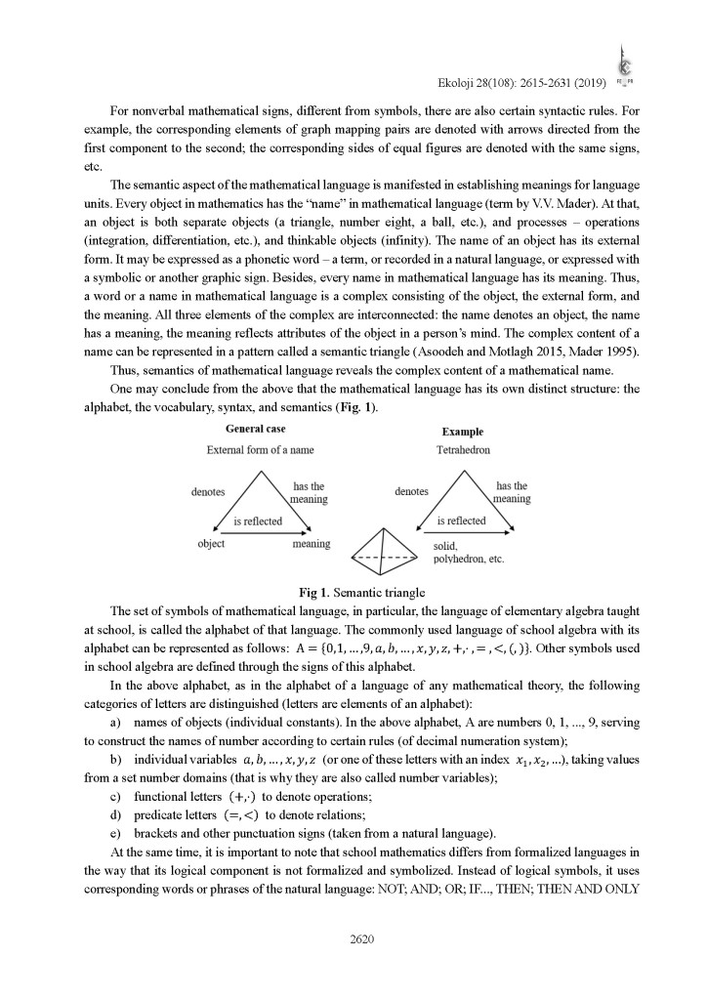 Ekoloji 28(108): 2615-2631 (2019)
FEPR
For nonverbal mathematical signs, different from symbols, there are also certain syntactic rules. For
example, the corresponding elements of graph mapping pairs are denoted with arrows directed from the
first component to the second; the corresponding sides of equal figures are denoted with the same signs,
etc.
The semantic aspect of the mathematical language is manifested in establishing meanings for language
units. Every object in mathematics has the “name” in mathematical language (term by V.V. Mader). At that,
an object is both separate objects (a triangle, number eight, a ball, etc.), and processes – operations
(integration, differentiation, etc.), and thinkable objects (infinity). The name of an object has its external
form. It may be expressed as a phonetic word – a term, or recorded in a natural language, or expressed with
a symbolic or another graphic sign. Besides, every name in mathematical language has its meaning. Thus,
a word or a name in mathematical language is a complex consisting of the object, the external form, and
the meaning. All three elements of the complex are interconnected: the name denotes an object, the name
has a meaning, the meaning reflects attributes of the object in a person’s mind. The complex content of a
name can be represented in a pattern called a semantic triangle (Asoodeh and Motlagh 2015, Mader 1995).
Thus, semantics of mathematical language reveals the complex content of a mathematical name.
One may conclude from the above that the mathematical language has its own distinct structure: the
alphabet, the vocabulary, syntax, and semantics (Fig. 1).
General case
External form of a name
denotes
has the
meaning
is reflected
object
meaning
Example
Tetrahedron
denotes
has the
meaning
is reflected
solid,
polyhedron, etc.
Fig 1. Semantic triangle
The set of symbols of mathematical language, in particular, the language of elementary algebra taught
at school, is called the alphabet of that language. The commonly used language of school algebra with its
alphabet can be represented as follows: A = {0,1, ... ,9, a, b, ... , x, y, z, +,· , = , <, (, )}. Other symbols used
in school algebra are defined through the signs of this alphabet.
In the above alphabet, as in the alphabet of a language of any mathematical theory, the following
categories of letters are distinguished (letters are elements of an alphabet):
a) names of objects (individual constants). In the above alphabet, A are numbers 0, 1, ..., 9, serving
to construct the names of number according to certain rules (of decimal numeration system);
b) individual variables a, b, ... , x, y, z (or one of these letters with an index x₁, x₂, ...), taking values
from a set number domains (that is why they are also called number variables);
c) functional letters (+,·) to denote operations;
d) predicate letters (=, <) to denote relations;
e) brackets and other punctuation signs (taken from a natural language).
At the same time, it is important to note that school mathematics differs from formalized languages in
the way that its logical component is not formalized and symbolized. Instead of logical symbols, it uses
corresponding words or phrases of the natural language: NOT; AND; OR; IF..., THEN; THEN AND ONLY
2620